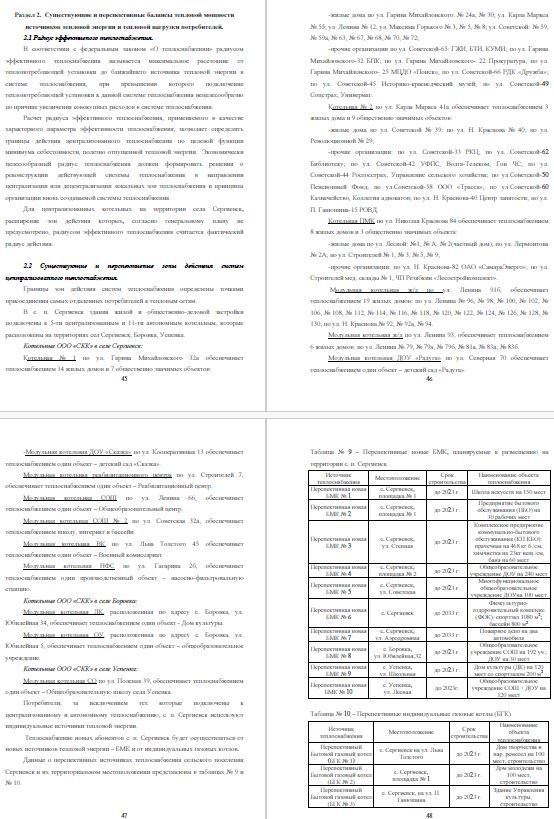 Раздел 2. Существующие и перспективные балансы тепловой мощности
источников тепловой энергии и тепловой нагрузки потребителей.
2.1 Радиус эффективного теплоснабжения.
В соответствии с федеральным законом «О теплоснабжении» радиусом
эффективного теплоснабжения называется максимальное расстояние от
теплопотребляющей установки до ближайшего источника тепловой энергии в
системе теплоснабжения, при превышении которого подключение
теплопотребляющей установки к данной системе теплоснабжения нецелесообразно
по причине увеличения совокупных расходов в системе теплоснабжения.
Расчет радиуса эффективного теплоснабжения, применяемого в качестве
характерного параметра эффективности теплоснабжения, позволяет определить
границы действия централизованного теплоснабжения по целевой функции
минимума себестоимости, полезно отпущенной тепловой энергии. Экономически
целесообразный радиус теплоснабжения должен формировать решения о
реконструкции действующей системы теплоснабжения в направлении
централизации или децентрализации локальных зон теплоснабжения и принципы
организации вновь создаваемой системы теплоснабжения.
Для централизованных котельных на территории села Сергиевск,
расширение зон действия которых, согласно генеральному плану не
предусмотрено, радиусом эффективного теплоснабжения считается фактический
радиус действия.
2.2 Существующие и перспективные зоны действия систем
централизованного теплоснабжения.
Границы зон действия систем теплоснабжения определены точками
присоединения самых отдаленных потребителей к тепловым сетям.
В с. п. Сергиевск здания жилой и общественно-деловой застройки
подключены к 3-ти централизованным и 11-ти автономным котельным, которые
расположены на территориях сел Сергиевск, Боровка, Успенка.
Котельные ООО «СКК» в селе Сергиевск:
Котельная № 1 по ул. Гарина Михайловского 32а обеспечивает
теплоснабжением 14 жилых домов и 7 общественно значимых объектов:
45
-жилые дома по ул. Гарина Михайловского: № 24а, № 30, ул. Карла Маркса
№ 55, ул. Ленина № 12, ул. Максима Горького № 3, № 5, № 8; ул. Советской: № 59,
№ 59а, № 63, № 67, № 68, № 70, № 72;
-прочие организации по ул. Советской-65: ГЖИ, БТИ, КУМИ; по ул. Гарина
Михайловского-32 БПК, по ул. Гарина Михайловского- 22 Прокуратура, по ул.
Гарина Михайловского- 25 МЦДО «Поиск», по ул. Советская-66 РДК «Дружба»,
по ул. Советской-45 Историко-краеведческий музей, по ул. Советской-49
Соцстрах, Универмаг.
Котельная № 2 по ул. Карла Маркса 41а обеспечивает теплоснабжением 3
жилых дома и 9 общественно значимых объектов:
-жилые дома по ул. Советской № 39; по ул. Н. Краснова № 40; по ул.
Революционной № 29;
-прочие организации: по ул. Советской-33 РКЦ; по ул. Советской-62
Библиотеку; по ул. Советской-42 УФПС, Волга-Телеком, Гов ЧС; по ул.
Советской-44 Росгосстрах, Управление сельского хозяйства; по ул.Советской-50
Пенсионный Фонд, по ул.Советской-58 ООО «Трасса»; по ул.Советской-60
Казначейство, Коллегия адвокатов; по ул. Н. Краснова-40 Центр занятости; по ул.
П. Ганюшина-15 РОВД.
Котельная ПМК по ул. Николая Краснова 84 обеспечивает теплоснабжением
8 жилых домов и 3 общественно значимых объекта:
-жилые дома по ул. Лесной: №1, № А, № 2(частный дом); по ул. Лермонтова
№ 2А, по ул. Строителей № 1, № 3, № 5, № 9;
-прочие организации: по ул. Н. Краснова-82 ОАО «СамараЭнерго»; по ул.
Строителей мед. склады № 1, ЧП Резябкин «Лесостройкомплект».
Модульная котельная ж/д по ул. Ленина 91б, обеспечивает
теплоснабжением 19 жилых домов: по ул. Ленина № 96, № 98, № 100, № 102, №
106, № 108, № 112, № 114, № 116, № 118, № 120, № 122, № 124, № 126, № 128, №
130; по ул. Н. Краснова № 92, № 92а, № 94.
Модульная котельная ж/д по ул. Ленина 93, обеспечивает теплоснабжением
6 жилых домов: по ул. Ленина № 79, № 79а, № 79б, № 81а, № 83а, № 83б.
Модульная котельная ДОУ «Радуга» по ул. Северная 70 обеспечивает
теплоснабжением один объект – детский сад «Радуга».
46
-Модульная котельная ДОУ «Сказка» по ул. Кооперативная 13 обеспечивает
теплоснабжением один объект – детский сад «Сказка».
Модульная котельная реабилитационного центра по ул. Строителей 7,
обеспечивает теплоснабжением один объект – Реабилитационный центр.
Модульная котельная СОШ по ул. Ленина 66, обеспечивает
теплоснабжением один объект – Общеобразовательный центр.
Модульная котельная СОШ № 2 по ул. Советская 32а, обеспечивает
теплоснабжением школу, интернат и бассейн.
Модульная котельная ВК по ул. Льва Толстого 45 обеспечивает
теплоснабжением один объект – Военный комиссариат.
Модульная котельная НФС по ул. Гагарина 2б, обеспечивает
теплоснабжением один производственный объект – насосно-фильтровальную
станцию.
Котельные ООО «СКК» в селе Боровка:
Модульная котельная ДК, расположенная по адресу с. Боровка, ул.
Юбилейная 34, обеспечивает теплоснабжением один объект - Дом культуры.
Модульная котельная ОУ, расположенная по адресу с. Боровка, ул.
Юбилейная 5, обеспечивает теплоснабжением один объект – общеобразовательное
учреждение.
Котельные ООО «СКК» в селе Успенка:
Модульная котельная СО по ул. Полевая 39, обеспечивает теплоснабжением
один объект – Общеобразовательную школу села Успенка.
Потребители, за исключением тех которые подключены к
централизованному и автономному теплоснабжению, с. п. Сергиевск используют
индивидуальные источники тепловой энергии.
Теплоснабжение новых абонентов с. п. Сергиевск будет осуществляться от
новых источников тепловой энергии – БМК и от индивидуальных газовых котлов.
Данные о перспективных источниках теплоснабжения сельского поселения
Сергиевск и их территориальном местоположении представлены в таблицах № 9 и
№ 10.
47
Таблица № 9 – Перспективные новые БМК, планируемые к размещению на
территории с. п. Сергиевск
Источник теплоснабжения Местоположение Срок строительства Наименование объекта теплоснабжения
Перспективная новая БМК № 1 с. Сергиевск, площадка № 1 до 2023 г. Школа искусств на 150 мест
Перспективная новая БМК № 2 с. Сергиевск, площадка № 1 до 2023 г. Предприятие бытового обслуживания (ПБО) на 30 рабочих мест
Перспективная новая БМК № 3 с. Сергиевск, ул. Степная до 2023 г. Комплексное предприятие коммунально-бытового обслуживания (КП КБО): прачечная на 468 кг б./см, химчистка на 23кг вещ./см, баня на 60 мест
Перспективная новая БМК № 4 с. Сергиевск, площадка № 2 до 2023 г. Общеобразовательное учреждение ДОУ на 240 мест
Перспективная новая БМК № 5 с. Сергиевск, ул. Советская до 2023 г. Многофункциональное общеобразовательное учреждение ДОУна 100 мест
Перспективная новая БМК № 6 с. Сергиевск до 2033 г. Физкультурно-оздоровительный комплекс (ФОК): спортзал 1080 м²; бассейн 800 м²
Перспективная новая БМК № 7 с. Сергиевск, ул. Аэродромная до 2033 г. Пожарное депо на два автомобиля
Перспективная новая БМК № 8 с. Боровка, ул. Юбилейная,32 до 2023 г. Общеобразовательное учреждение СОШ на 192 уч.; ДОУ на 30 мест
Перспективная новая БМК № 9 с. Успенка, ул. Школьная до 2023 г. Дом культуры (ДК) на 120 мест со спортзалом 200 м²
Перспективная новая БМК № 10 с. Успенка, ул. Лесная до 2023г. Общеобразовательное учреждение СОШ + ДОУ на 120 мест
Таблица № 10 – Перспективные индивидуальные газовые котлы (БГК)
Источник теплоснабжения Местоположение Срок строительства Наименование объекта теплоснабжения
Перспективный Бытовой газовый котел (БГК № 1) с. Сергиевск на ул. Льва Толстого до 2023 г. Дом творчества и нар. ремесел на 100 мест, строительство
Перспективный Бытовой газовый котел (БГК № 2) с. Сергиевск, площадка № 1 до 2023 г. Дом молодежи на 100 мест, строительство
Перспективный Бытовой газовый котел (БГК № 3) с. Сергиевск, на ул. П. Ганюшина до 2023 г. Здание Управления культуры, строительство
48